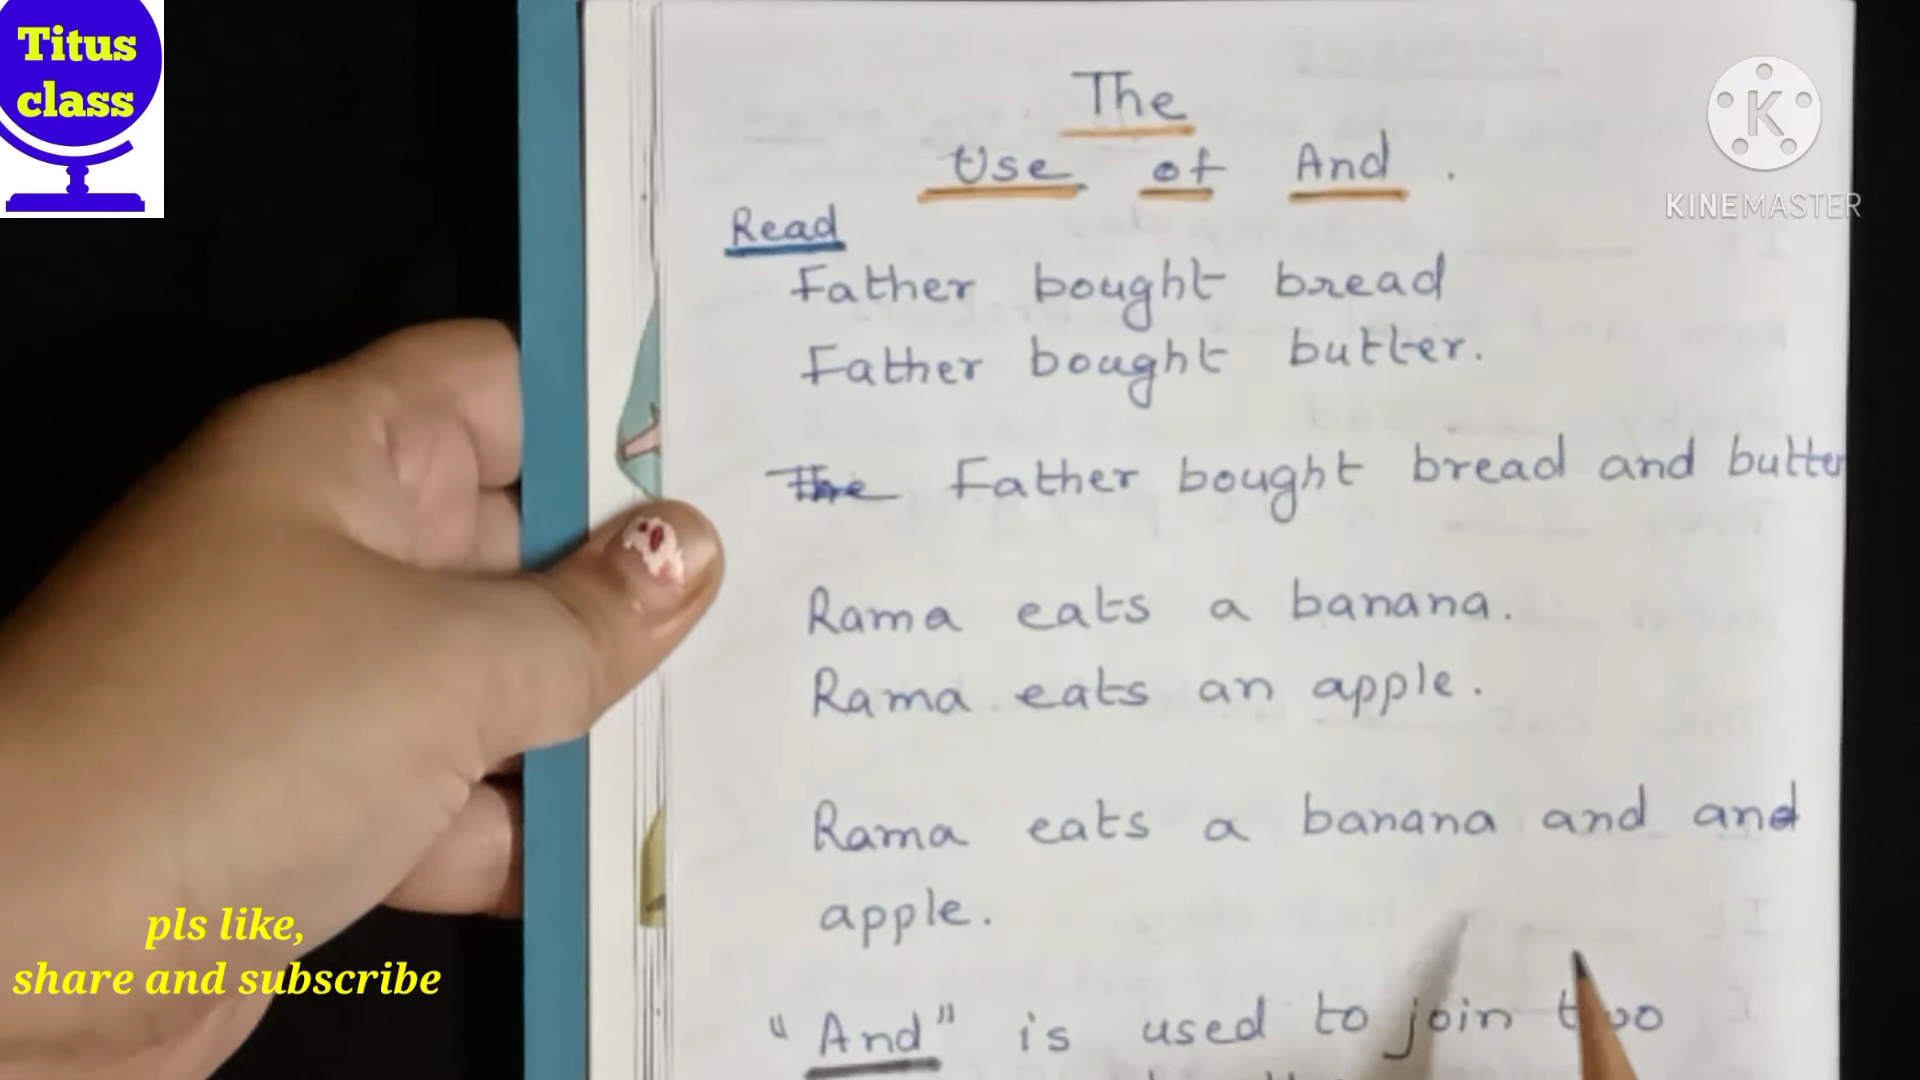 Titus
class
The
Use of And.
Read
Father bought bread
Father bought butter.
The Father bought bread and butter
Rama eats a banana.
Rama eats an apple.
Rama eats a banana and and
apple.
"And" is used to join two
KINEMASTER
pls like,
share and subscribe